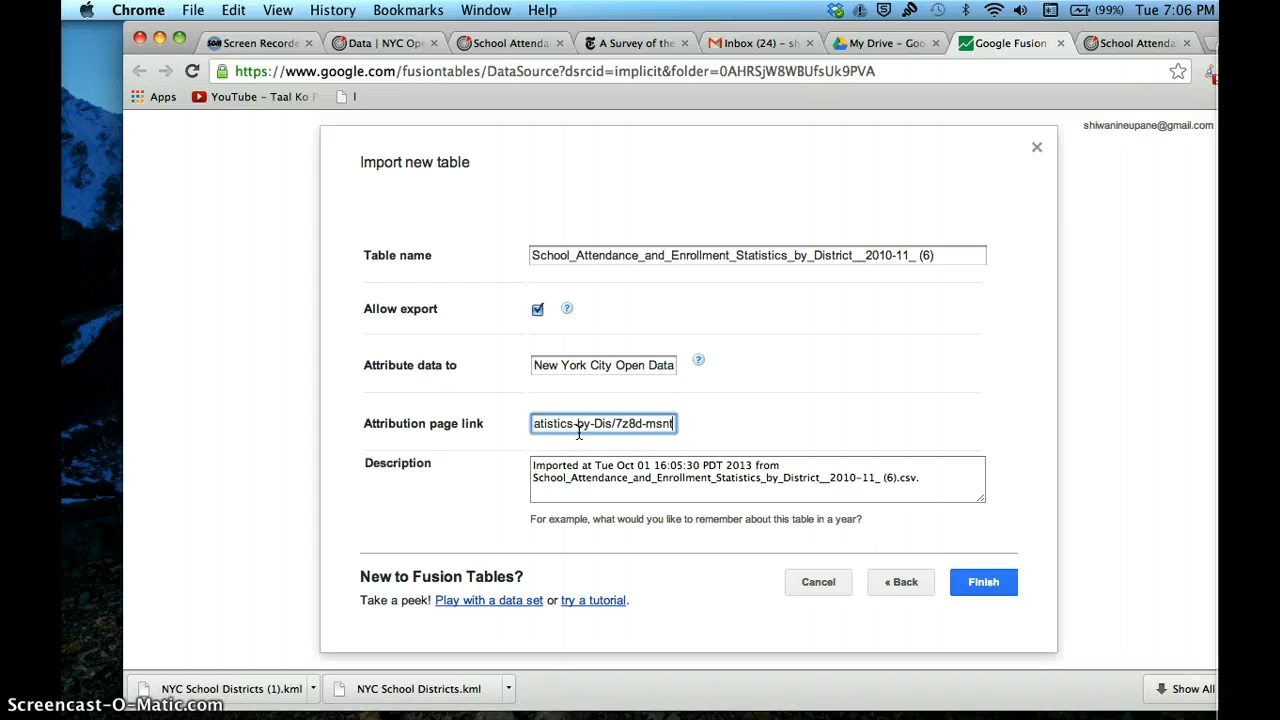 Chrome File Edit View History Bookmarks Window Help (99%) Tue 7:06 PM
Screen Recorde Data | NYC Op School Attenda A Survey of the Inbox (24) – sh My Drive – Goo Google Fusion School Attenda
https://www.google.com/fusiontables/DataSource?dsrcid=implicit&folder=0AHRSjW8WBUfsUk9PVA
Apps YouTube – Taal Ko P I
shiwanineupane@gmail.com
Import new table
Table name School_Attendance_and_Enrollment_Statistics_by_District__2010-11_ (6)
Allow export ?
Attribute data to New York City Open Data ?
Attribution page link atistics-by-Dis/7z8d-msnt
Description Imported at Tue Oct 01 16:05:30 PDT 2013 from
School_Attendance_and_Enrollment_Statistics_by_District__2010-11_ (6).csv.
For example, what would you like to remember about this table in a year?
New to Fusion Tables? Cancel « Back Finish
Take a peek! Play with a data set or try a tutorial.
NYC School Districts (1).kml NYC School Districts.kml Show All
Screencast-O-Matic.com